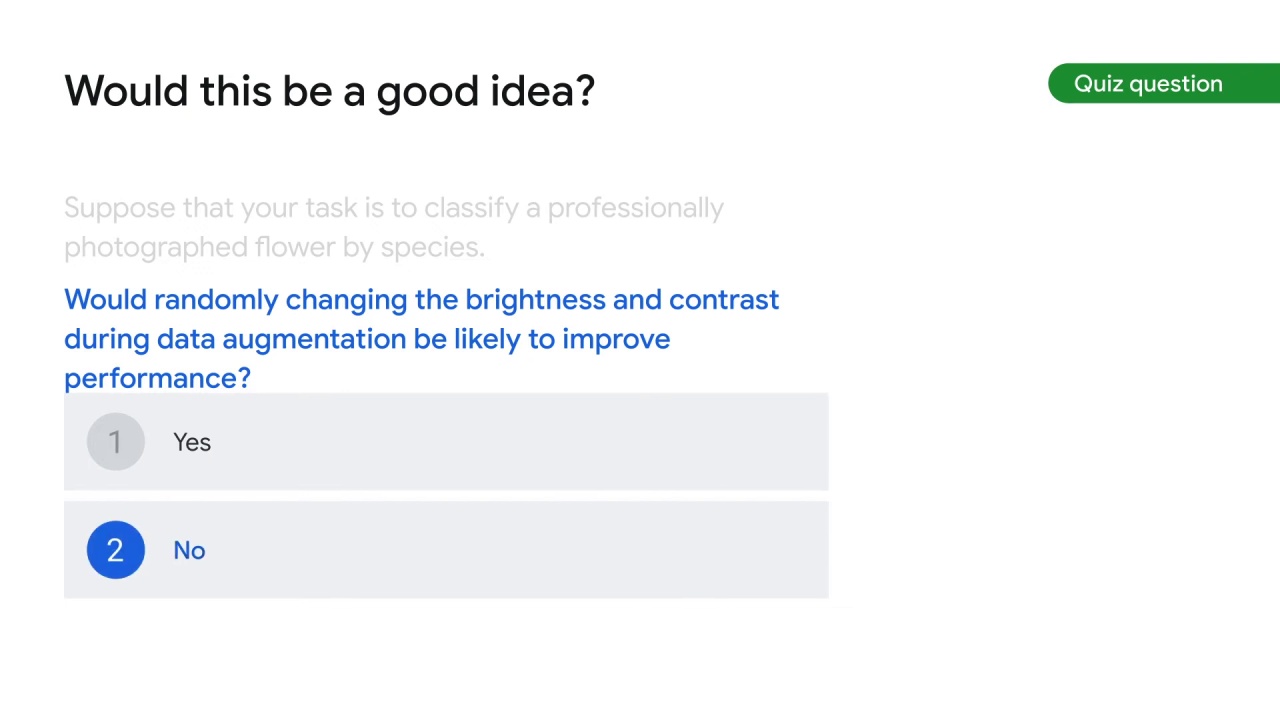 Would this be a good idea?
Quiz question
Suppose that your task is to classify a professionally
photographed flower by species.
Would randomly changing the brightness and contrast
during data augmentation be likely to improve
performance?
1 Yes
2 No